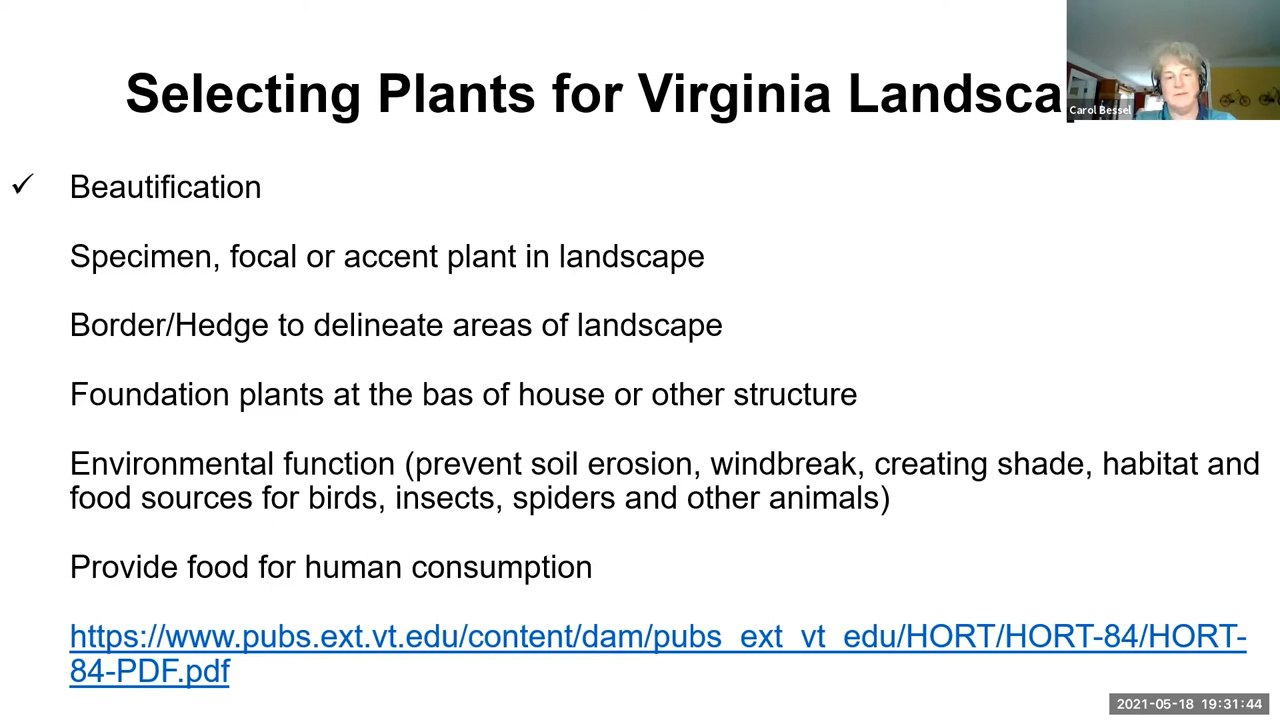 Selecting Plants for Virginia Landsca
Carol Bessel
✓ Beautification
Specimen, focal or accent plant in landscape
Border/Hedge to delineate areas of landscape
Foundation plants at the bas of house or other structure
Environmental function (prevent soil erosion, windbreak, creating shade, habitat and
food sources for birds, insects, spiders and other animals)
Provide food for human consumption
https://www.pubs.ext.vt.edu/content/dam/pubs_ext_vt_edu/HORT/HORT-84/HORT-
84-PDF.pdf
2021-05-18 19:31:44